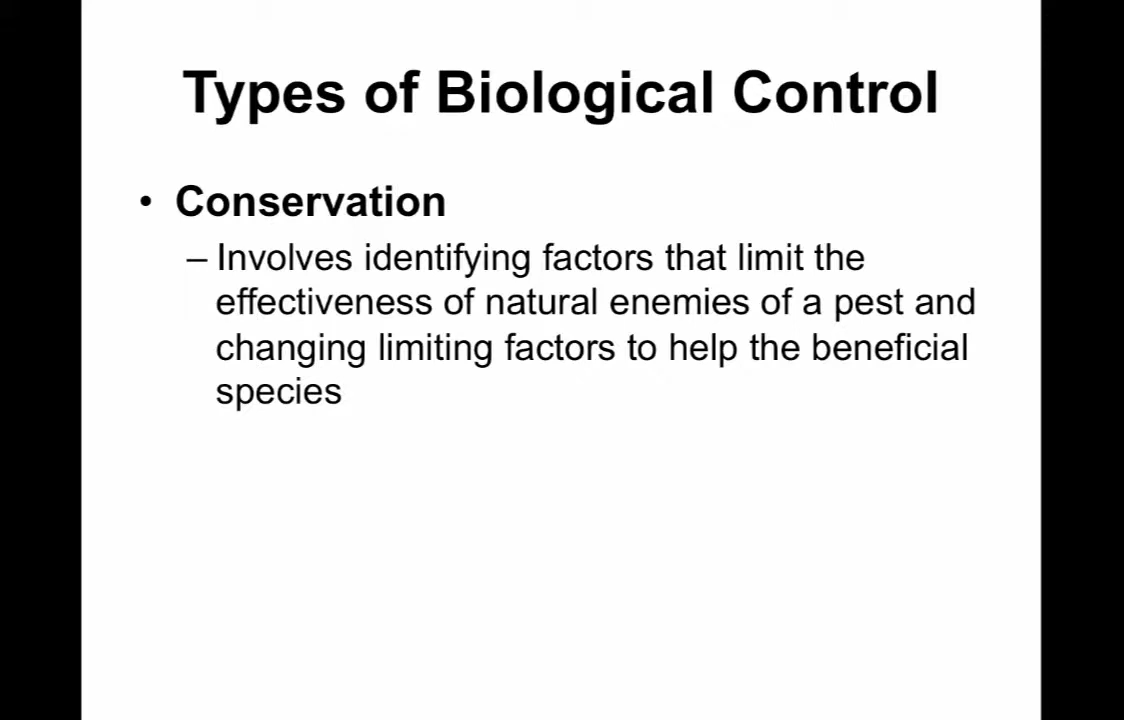 Types of Biological Control
• Conservation
– Involves identifying factors that limit the
effectiveness of natural enemies of a pest and
changing limiting factors to help the beneficial
species